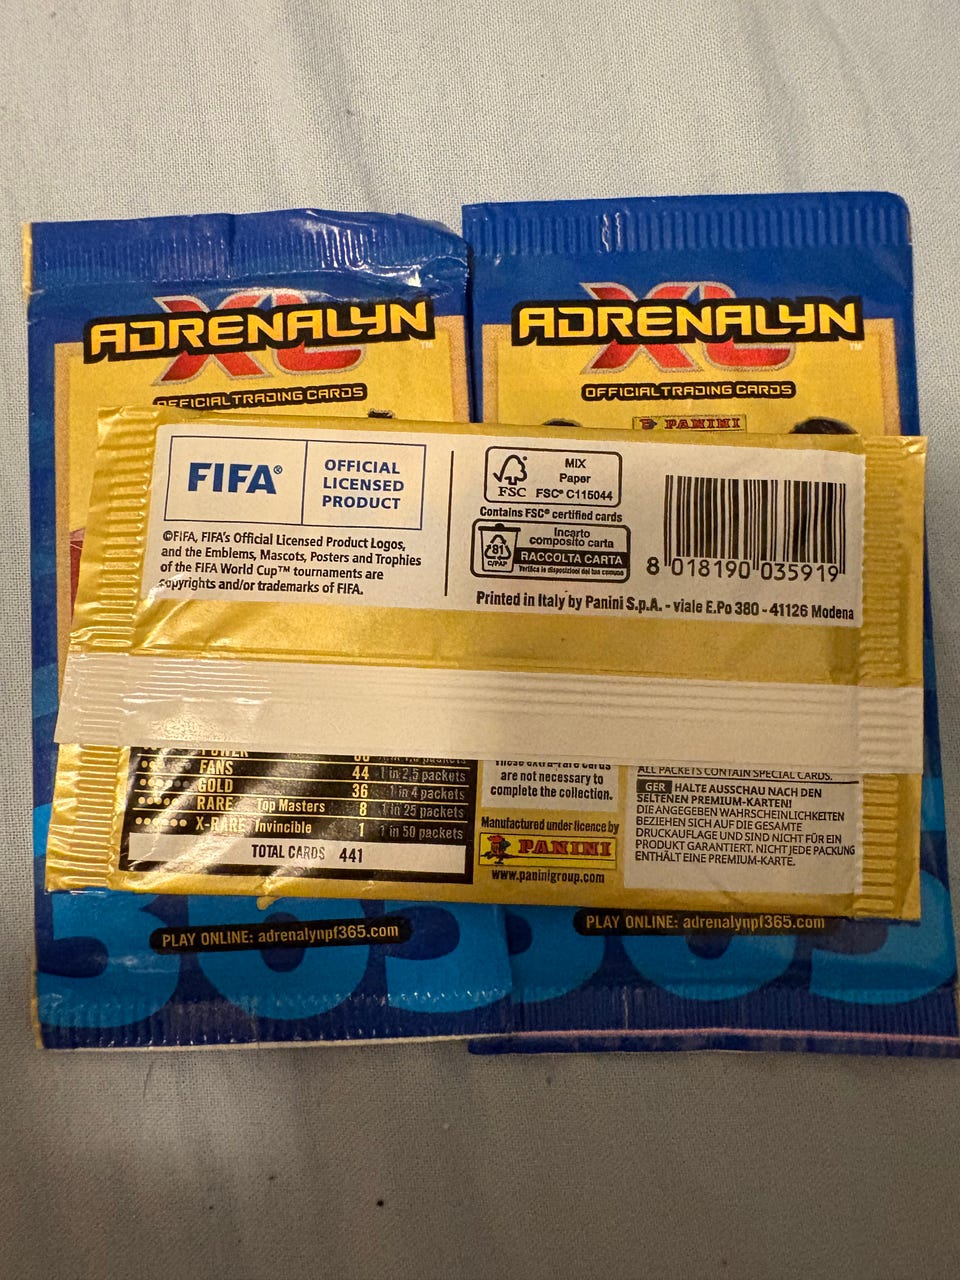 XL
ADRENALYN
TM
OFFICIAL TRADING CARDS
XL
ADRENALYN
TM
OFFICIAL TRADING CARDS
PANINI
FIFA®
OFFICIAL
LICENSED
PRODUCT
©FIFA, FIFA's Official Licensed Product Logos,
and the Emblems, Mascots, Posters and Trophies
of the FIFA World Cup™ tournaments are
copyrights and/or trademarks of FIFA.
FSC
MIX
Paper
FSC® C115044
Contains FSC® certified cards
81
C/PAP
Incarto
composito carta
RACCOLTA CARTA
Verifica le disposizioni del tuo comune
8 018190 035919
Printed in Italy by Panini S.p.A. - viale E.Po 380 - 41126 Modena
POWER
FANS 44 1 in 2,5 packets
GOLD 36 1 in 4 packets
RARE Top Masters 8 1 in 25 packets
X-RARE Invincible 1 1 in 50 packets
TOTAL CARDS 441
These extra-rare cards
are not necessary to
complete the collection.
Manufactured under licence by
PANINI
www.paninigroup.com
ALL PACKETS CONTAIN SPECIAL CARDS.
GER HALTE AUSSCHAU NACH DEN
SELTENEN PREMIUM-KARTEN!
DIE ANGEGEBEN WAHRSCHEINLICHKEITEN
BEZIEHEN SICH AUF DIE GESAMTE
DRUCKAUFLAGE UND SIND NICHT FÜR EIN
PRODUKT GARANTIERT. NICHT JEDE PACKUNG
ENTHÄLT EINE PREMIUM-KARTE.
365
PLAY ONLINE: adrenalynpf365.com
365
PLAY ONLINE: adrenalynpf365.com